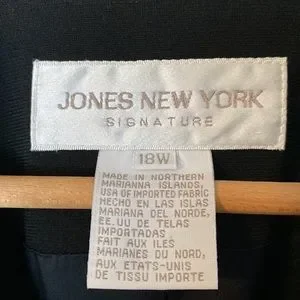 JONES NEW YORK
SIGNATURE
18W
MADE IN NORTHERN
MARIANNA ISLANDS,
USA OF IMPORTED FABRIC
HECHO EN LAS ISLAS
MARIANA DEL NORDE,
EE.UU DE TELAS
IMPORTADAS
FAIT AUX ILES
MARIANES DU NORD,
AUX ETATS-UNIS
DE TISSU IMPORTE